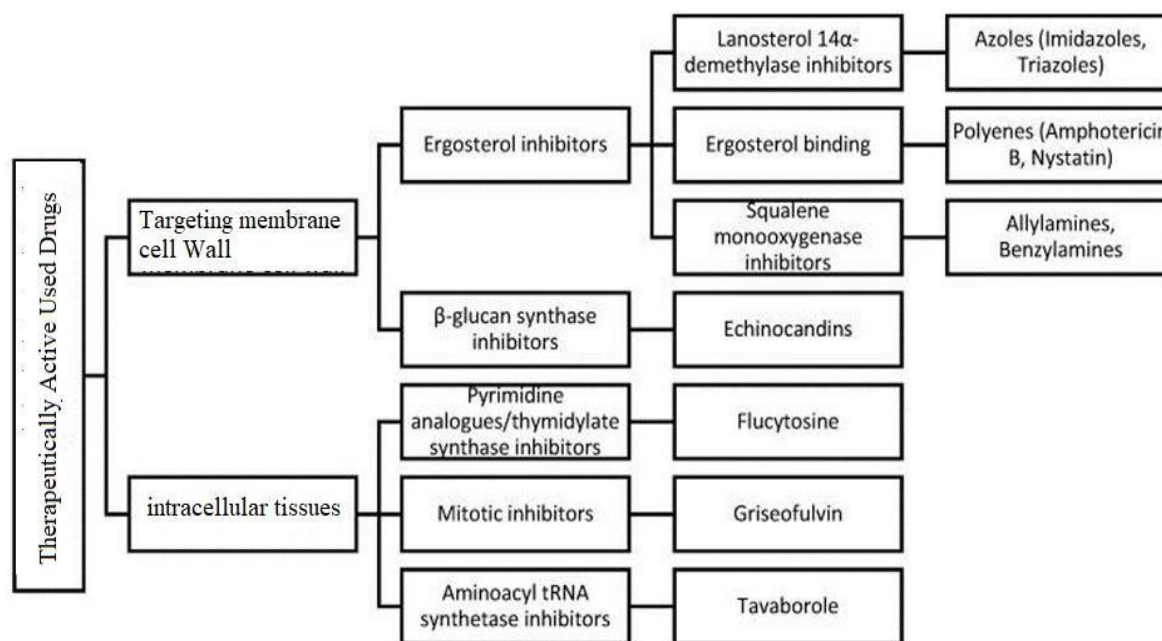 Therapeutically Active Used Drugs
Targeting membrane
cell Wall
intracellular tissues
Ergosterol inhibitors
β-glucan synthase
inhibitors
Pyrimidine
analogues/thymidylate
synthase inhibitors
Mitotic inhibitors
Aminoacyl tRNA
synthetase inhibitors
Lanosterol 14α-
demethylase inhibitors
Ergosterol binding
Squalene
monooxygenase
inhibitors
Echinocandins
Flucytosine
Griseofulvin
Tavaborole
Azoles (Imidazoles,
Triazoles)
Polyenes (Amphotericin
B, Nystatin)
Allylamines,
Benzylamines